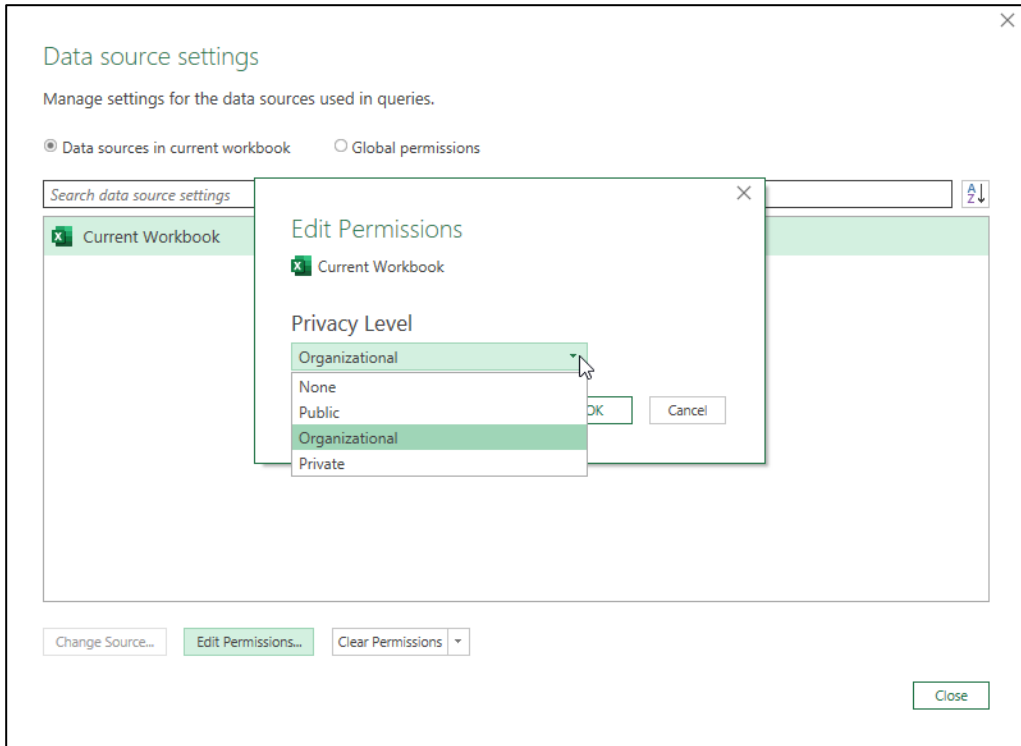 Data source settings
Manage settings for the data sources used in queries.
Data sources in current workbook
Global permissions
Search data source settings
A
Z
Current Workbook
Edit Permissions
Current Workbook
Privacy Level
Organizational
None
Public
Organizational
Private
OK
Cancel
Change Source...
Edit Permissions...
Clear Permissions
Close